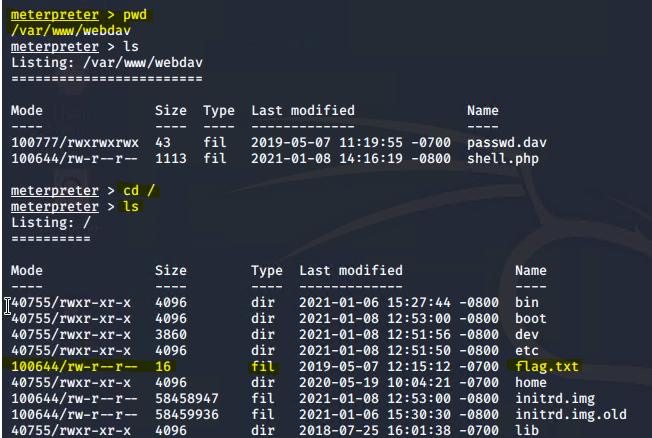 meterpreter > pwd
/var/www/webdav
meterpreter > ls
Listing: /var/www/webdav
========================
Mode Size Type Last modified Name
---- ---- ---- ------------- ----
100777/rwxrwxrwx 43 fil 2019-05-07 11:19:55 -0700 passwd.dav
100644/rw-r--r-- 1113 fil 2021-01-08 14:16:19 -0800 shell.php
meterpreter > cd /
meterpreter > ls
Listing: /
==========
Mode Size Type Last modified Name
---- ---- ---- ------------- ----
40755/rwxr-xr-x 4096 dir 2021-01-06 15:27:44 -0800 bin
40755/rwxr-xr-x 4096 dir 2021-01-08 12:53:00 -0800 boot
40755/rwxr-xr-x 3860 dir 2021-01-08 12:51:56 -0800 dev
40755/rwxr-xr-x 4096 dir 2021-01-08 12:51:50 -0800 etc
100644/rw-r--r-- 16 fil 2019-05-07 12:15:12 -0700 flag.txt
40755/rwxr-xr-x 4096 dir 2020-05-19 10:04:21 -0700 home
100644/rw-r--r-- 58458947 fil 2021-01-08 12:53:00 -0800 initrd.img
100644/rw-r--r-- 58459936 fil 2021-01-06 15:30:30 -0800 initrd.img.old
40755/rwxr-xr-x 4096 dir 2018-07-25 16:01:38 -0700 lib